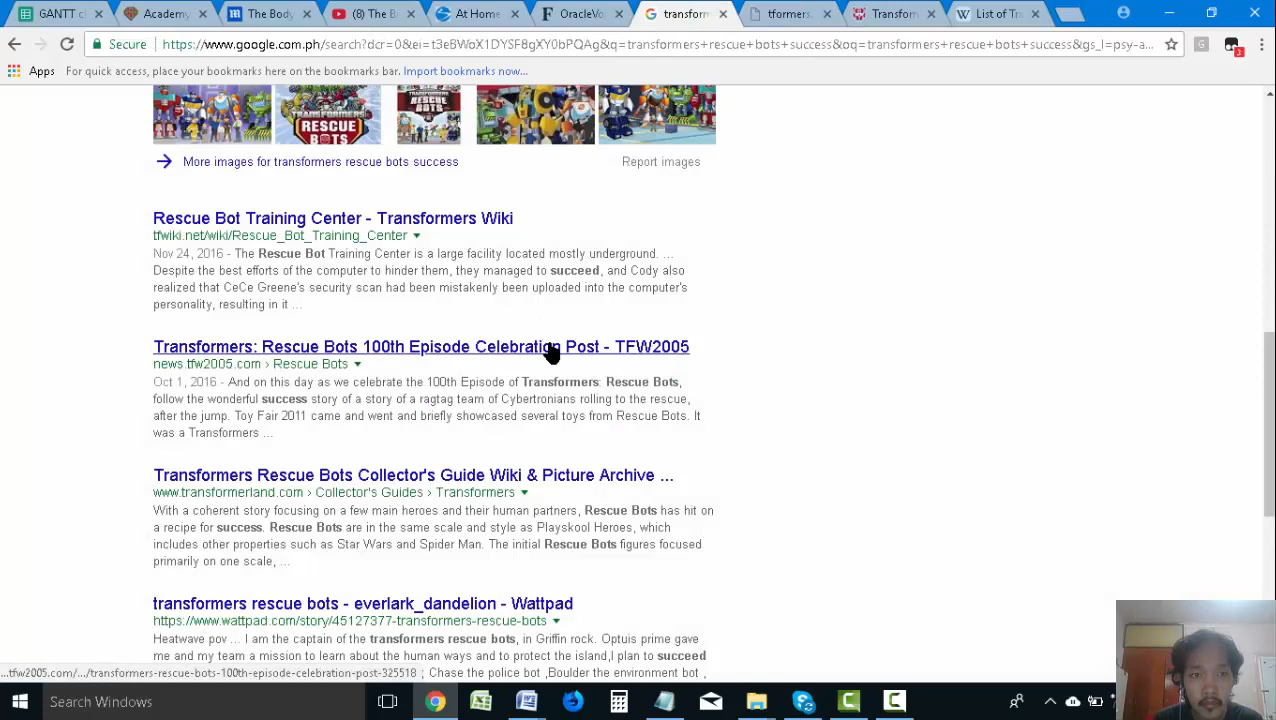 GANTT c
Academy
The Body
(8) The B
At Home
OracleVo
transform
tformers.
Transform
List of Tra
Secure
https://www.google.com.ph/search?dcr=0&ei=t3eBWoX1DYSF8gXY0bPQAg&q=transformers+rescue+bots+success&oq=transformers+rescue+bots+success&gs_l=psy-a...
Apps
For quick access, place your bookmarks here on the bookmarks bar. Import bookmarks now...
TRANSFORMERS
RESCUE
BOTS
More images for transformers rescue bots success
Report images
Rescue Bot Training Center - Transformers Wiki
tfwiki.net/wiki/Rescue_Bot_Training_Center
Nov 24, 2016 - The Rescue Bot Training Center is a large facility located mostly underground. ...
Despite the best efforts of the computer to hinder them, they managed to succeed, and Cody also
realized that CeCe Greene's security scan had been mistakenly been uploaded into the computer's
personality, resulting in it ...
Transformers: Rescue Bots 100th Episode Celebration Post - TFW2005
news.tfw2005.com › Rescue Bots
Oct 1, 2016 - And on this day as we celebrate the 100th Episode of Transformers: Rescue Bots,
follow the wonderful success story of a story of a ragtag team of Cybertronians rolling to the rescue,
after the jump. Toy Fair 2011 came and went and briefly showcased several toys from Rescue Bots. It
was a Transformers ...
Transformers Rescue Bots Collector's Guide Wiki & Picture Archive ...
www.transformerland.com › Collector's Guides › Transformers
With a coherent story focusing on a few main heroes and their human partners, Rescue Bots has hit on
a recipe for success. Rescue Bots are in the same scale and style as Playskool Heroes, which
includes other properties such as Star Wars and Spider Man. The initial Rescue Bots figures focused
primarily on one scale, ...
transformers rescue bots - everlark_dandelion - Wattpad
https://www.wattpad.com/story/45127377-transformers-rescue-bots
Heatwave pov ... I am the captain of the transformers rescue bots, in Griffin rock. Optuis prime gave
me and my team a mission to learn about the human ways and to protect the island,I plan to succeed
; Chase the police bot ,Boulder the environment bot ,
...tfw2005.com/.../transformers-rescue-bots-100th-episode-celebration-post-325518
Search Windows